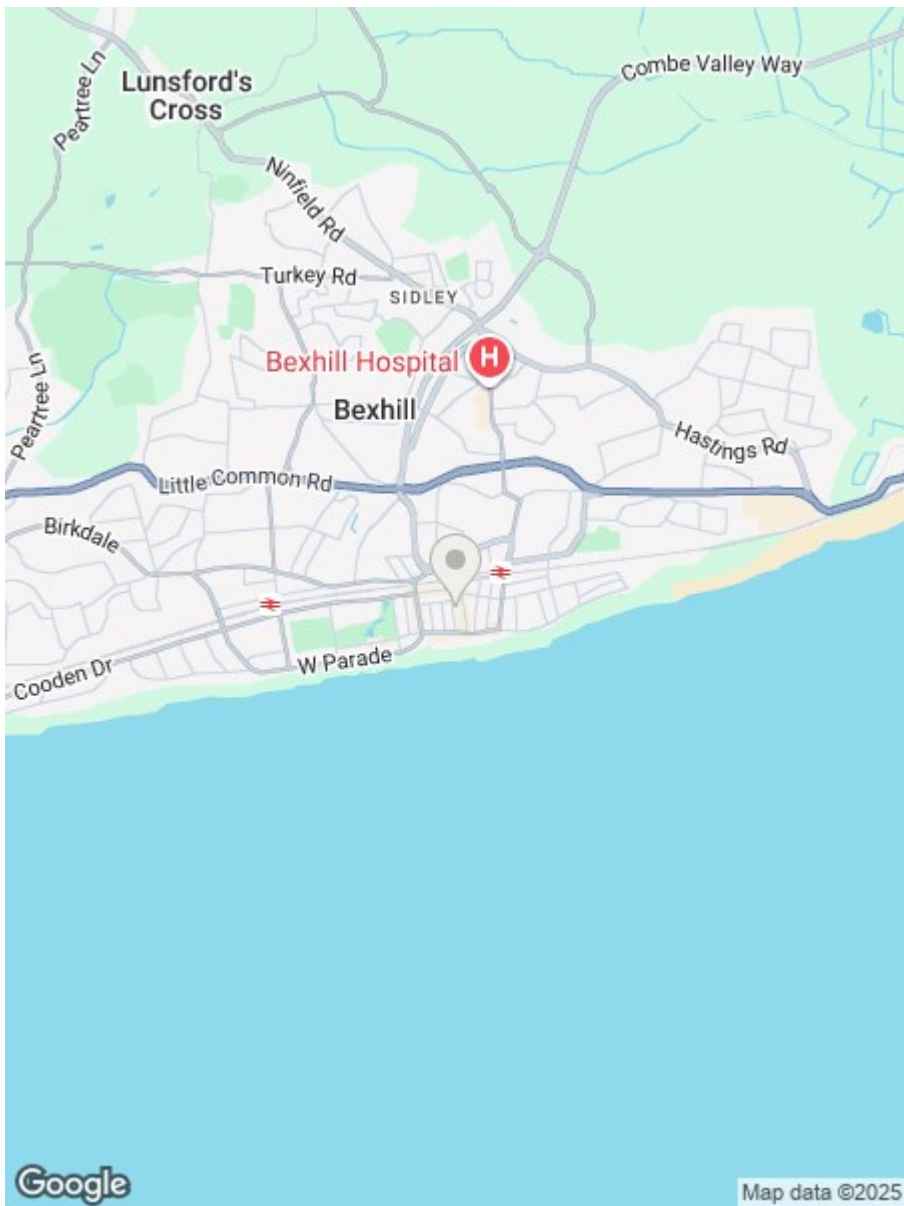 Combe Valley Way
Peartree Ln
Lunsford's
Cross
Ninfield Rd
Turkey Rd
SIDLEY
Bexhill Hospital
H
Peartree Ln
Bexhill
Hastings Rd
Little Common Rd
Birkdale
W Parade
Cooden Dr
Google
Map data ©2025